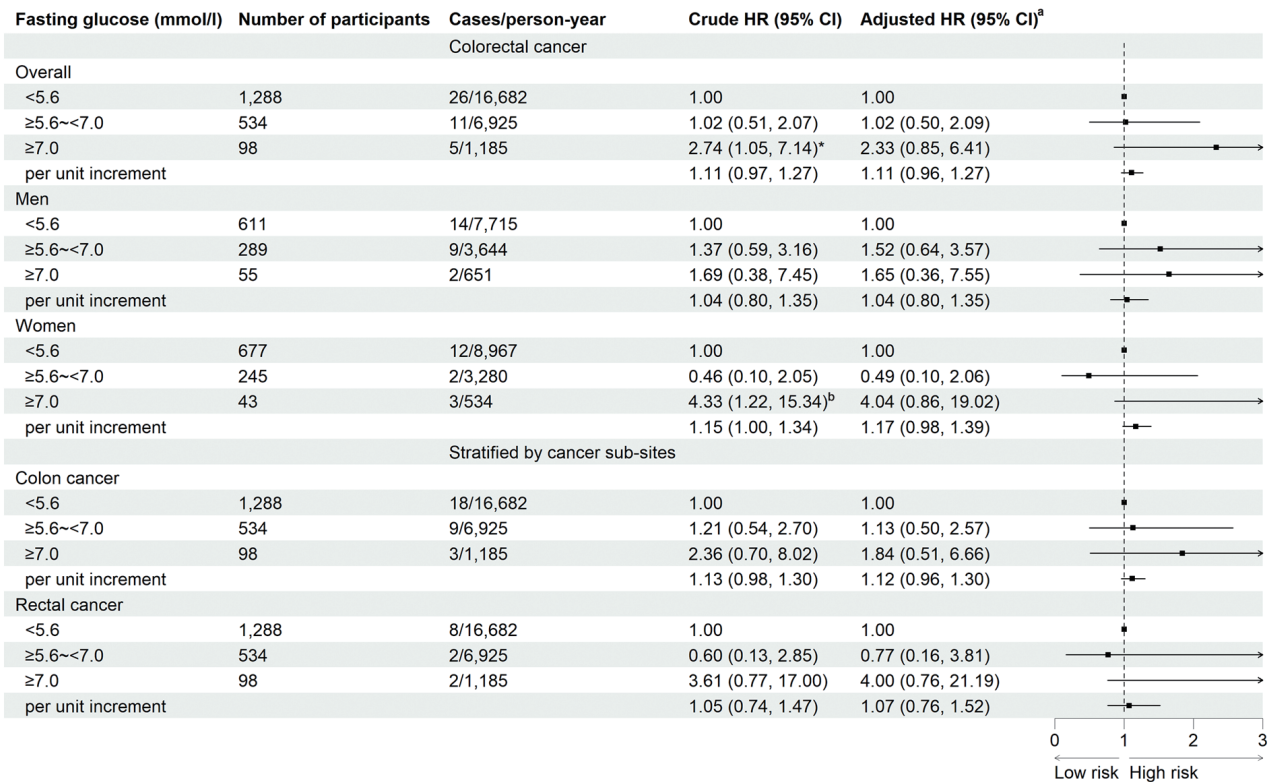 Fasting glucose (mmol/l) Number of participants Cases/person-year Crude HR (95% CI) Adjusted HR (95% CI)a
Colorectal cancer
Overall
<5.6 1,288 26/16,682 1.00 1.00
≥5.6~<7.0 534 11/6,925 1.02 (0.51, 2.07) 1.02 (0.50, 2.09)
≥7.0 98 5/1,185 2.74 (1.05, 7.14)* 2.33 (0.85, 6.41)
per unit increment 1.11 (0.97, 1.27) 1.11 (0.96, 1.27)
Men
<5.6 611 14/7,715 1.00 1.00
≥5.6~<7.0 289 9/3,644 1.37 (0.59, 3.16) 1.52 (0.64, 3.57)
≥7.0 55 2/651 1.69 (0.38, 7.45) 1.65 (0.36, 7.55)
per unit increment 1.04 (0.80, 1.35) 1.04 (0.80, 1.35)
Women
<5.6 677 12/8,967 1.00 1.00
≥5.6~<7.0 245 2/3,280 0.46 (0.10, 2.05) 0.49 (0.10, 2.06)
≥7.0 43 3/534 4.33 (1.22, 15.34)b 4.04 (0.86, 19.02)
per unit increment 1.15 (1.00, 1.34) 1.17 (0.98, 1.39)
Stratified by cancer sub-sites
Colon cancer
<5.6 1,288 18/16,682 1.00 1.00
≥5.6~<7.0 534 9/6,925 1.21 (0.54, 2.70) 1.13 (0.50, 2.57)
≥7.0 98 3/1,185 2.36 (0.70, 8.02) 1.84 (0.51, 6.66)
per unit increment 1.13 (0.98, 1.30) 1.12 (0.96, 1.30)
Rectal cancer
<5.6 1,288 8/16,682 1.00 1.00
≥5.6~<7.0 534 2/6,925 0.60 (0.13, 2.85) 0.77 (0.16, 3.81)
≥7.0 98 2/1,185 3.61 (0.77, 17.00) 4.00 (0.76, 21.19)
per unit increment 1.05 (0.74, 1.47) 1.07 (0.76, 1.52)
0 1 2 3
Low risk High risk